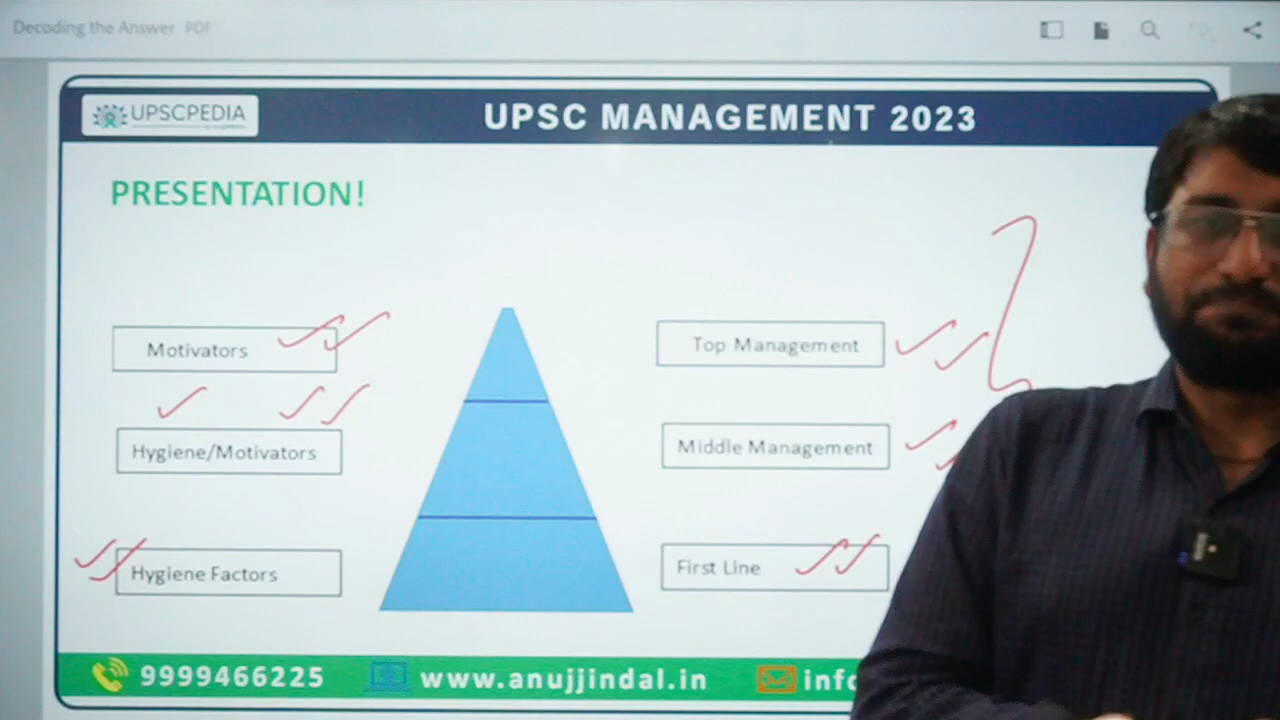 Decoding the Answer PDF
UPSCPEDIA
UPSC MANAGEMENT 2023
PRESENTATION!
Motivators
Top Management
Hygiene/Motivators
Middle Management
Hygiene Factors
First Line
9999466225 www.anujjindal.in info